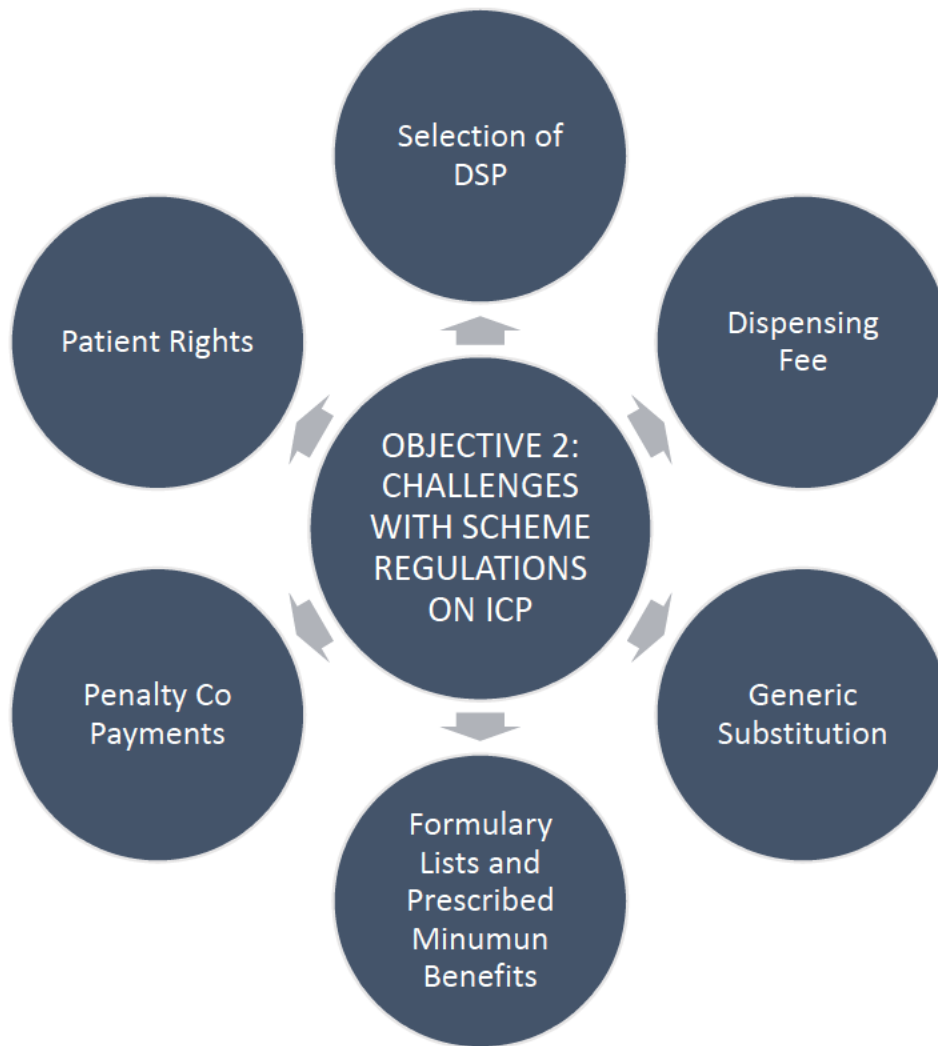 Selection of
DSP
Dispensing
Fee
Generic
Substitution
Formulary
Lists and
Prescribed
Minumun
Benefits
Penalty Co
Payments
Patient Rights
OBJECTIVE 2:
CHALLENGES
WITH SCHEME
REGULATIONS
ON ICP